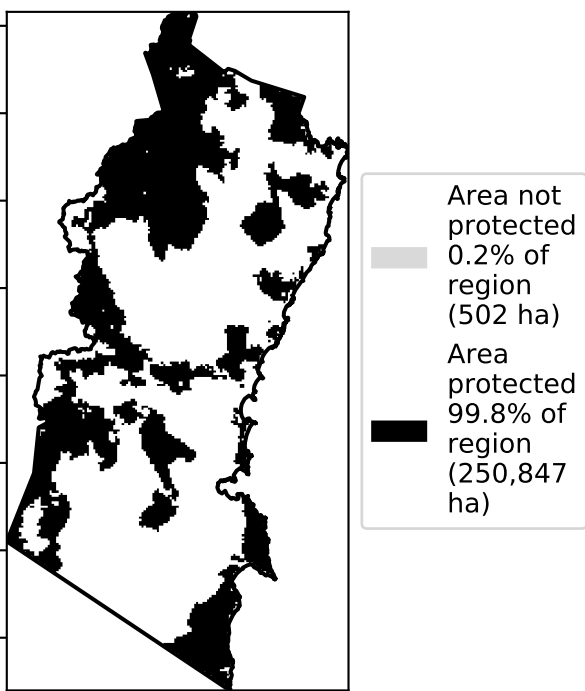 Area not
protected
0.2% of
region
(502 ha)
Area
protected
99.8% of
region
(250,847
ha)